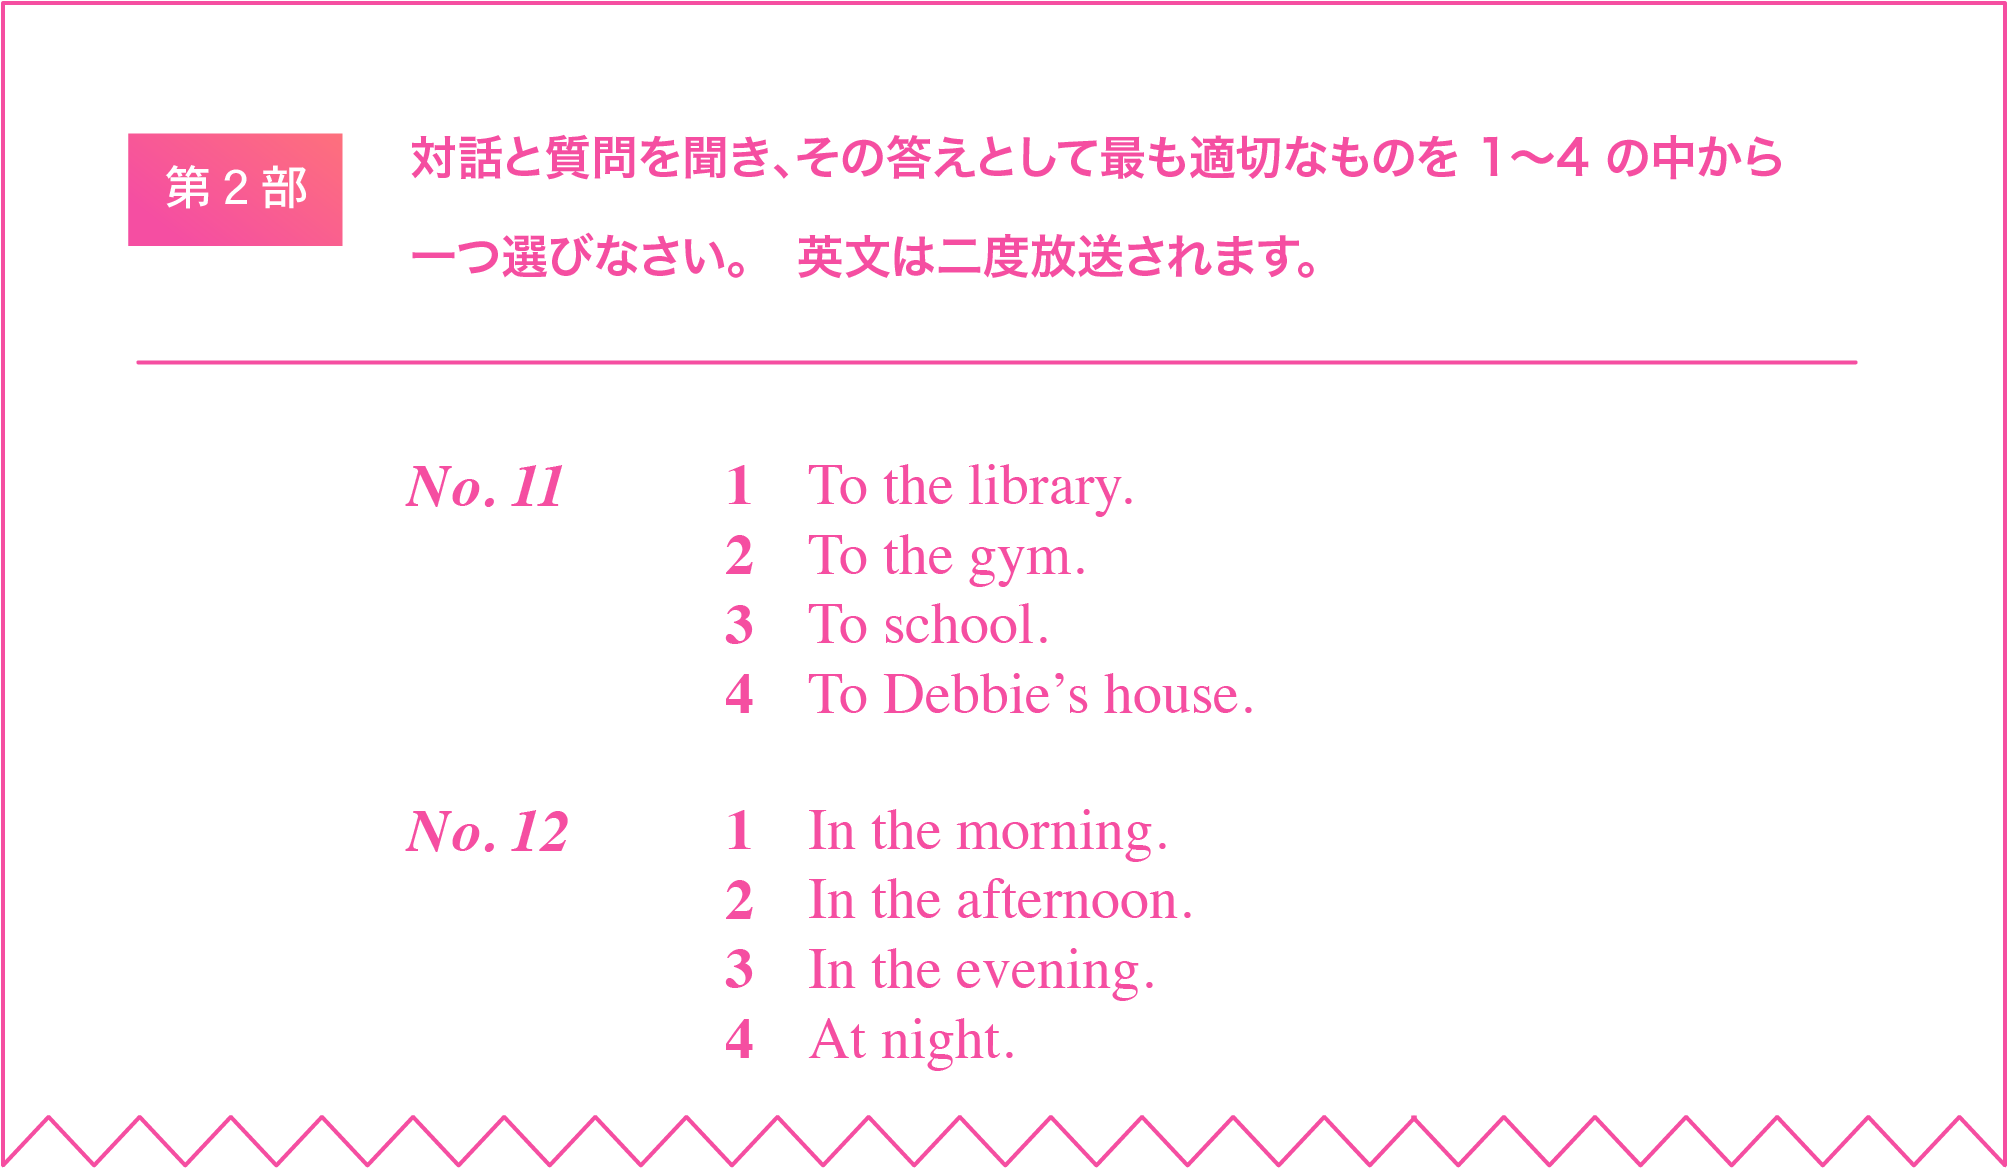 第2部
対話と質問を聞き、その答えとして最も適切なものを 1〜4 の中から
一つ選びなさい。　英文は二度放送されます。
No. 11
1 To the library.
2 To the gym.
3 To school.
4 To Debbie’s house.
No. 12
1 In the morning.
2 In the afternoon.
3 In the evening.
4 At night.